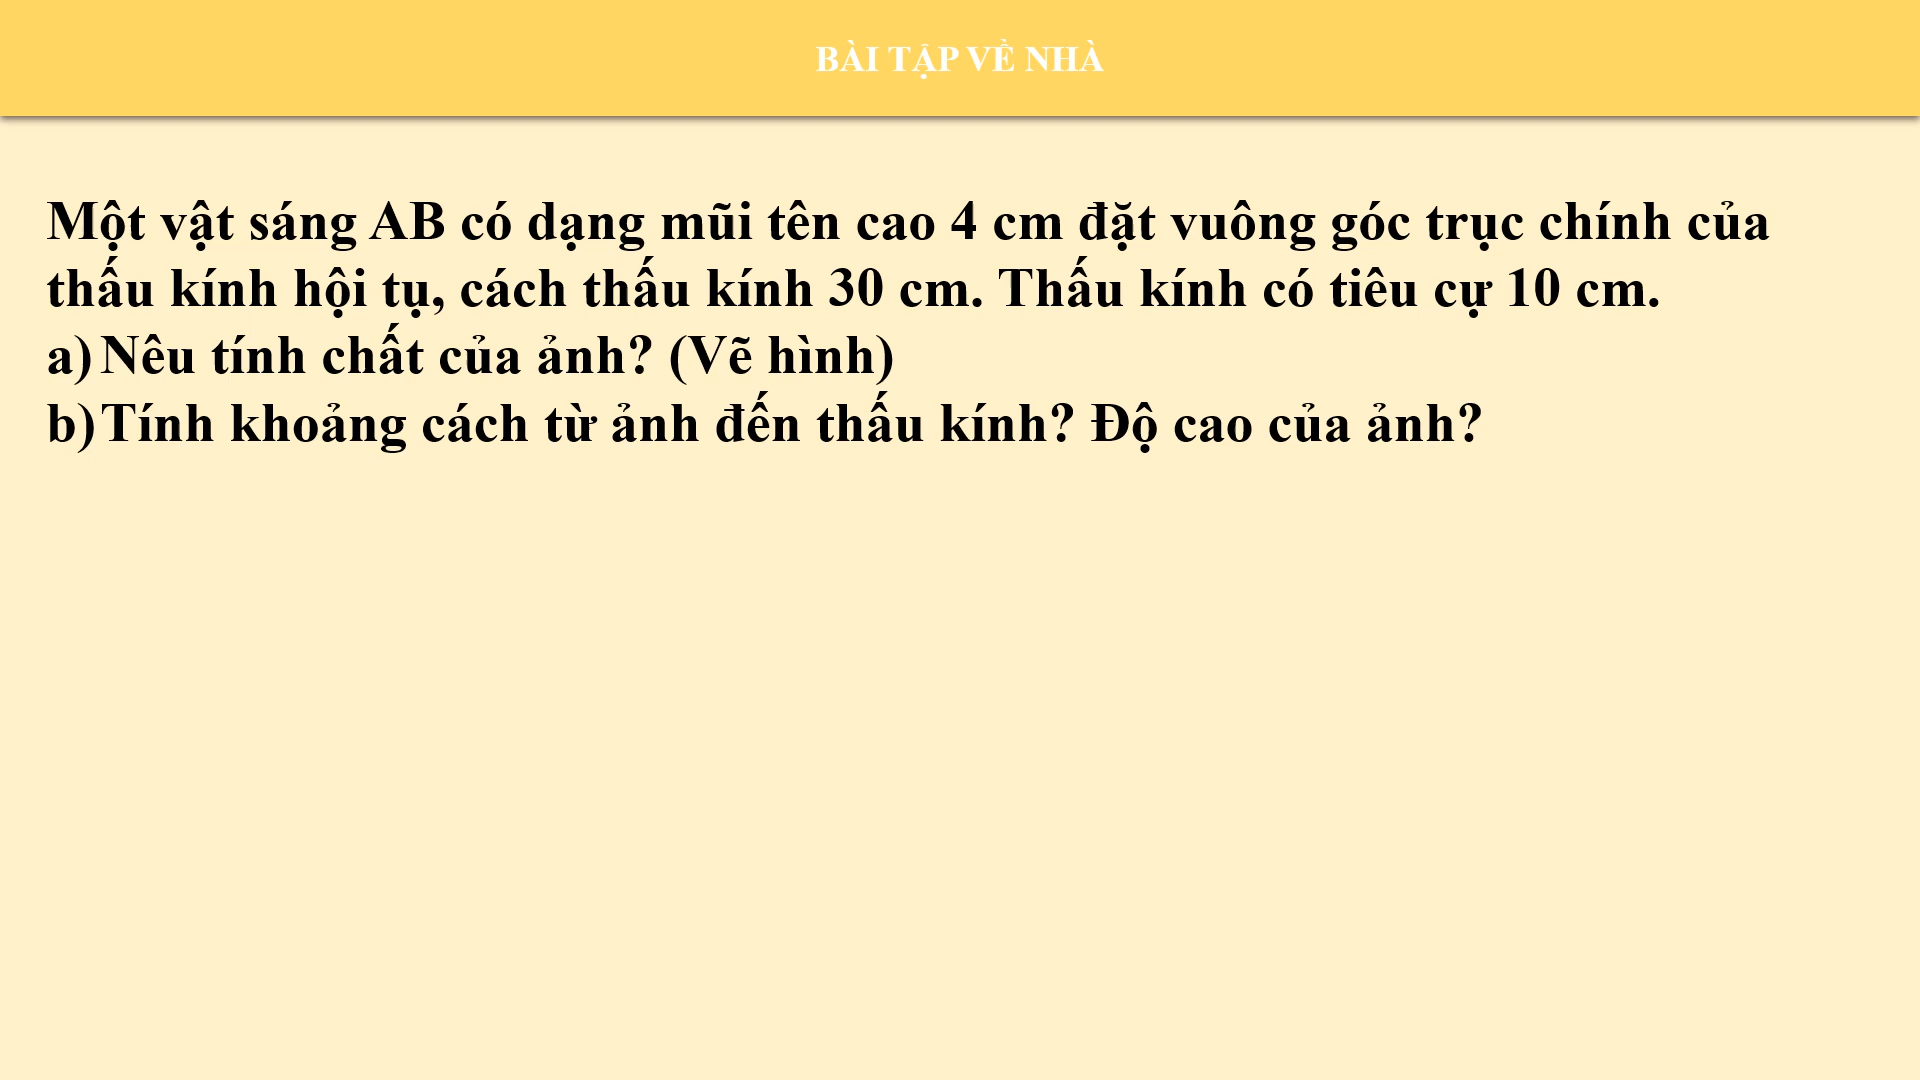 BÀI TẬP VỀ NHÀ
Một vật sáng AB có dạng mũi tên cao 4 cm đặt vuông góc trục chính của
thấu kính hội tụ, cách thấu kính 30 cm. Thấu kính có tiêu cự 10 cm.
a) Nêu tính chất của ảnh? (Vẽ hình)
b) Tính khoảng cách từ ảnh đến thấu kính? Độ cao của ảnh?